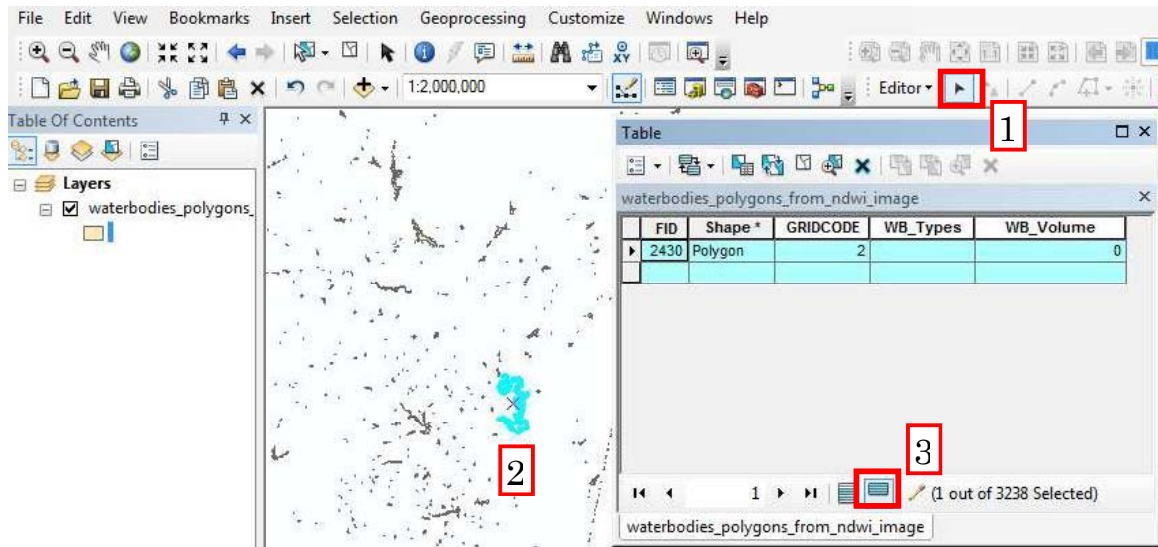 File Edit View Bookmarks Insert Selection Geoprocessing Customize Windows Help
1:2,000,000 Editor
1
Table Of Contents
Layers
waterbodies_polygons_
Table
waterbodies_polygons_from_ndwi_image
FID Shape * GRIDCODE WB_Types WB_Volume
2430 Polygon 2 0
2
3
1 (1 out of 3238 Selected)
waterbodies_polygons_from_ndwi_image